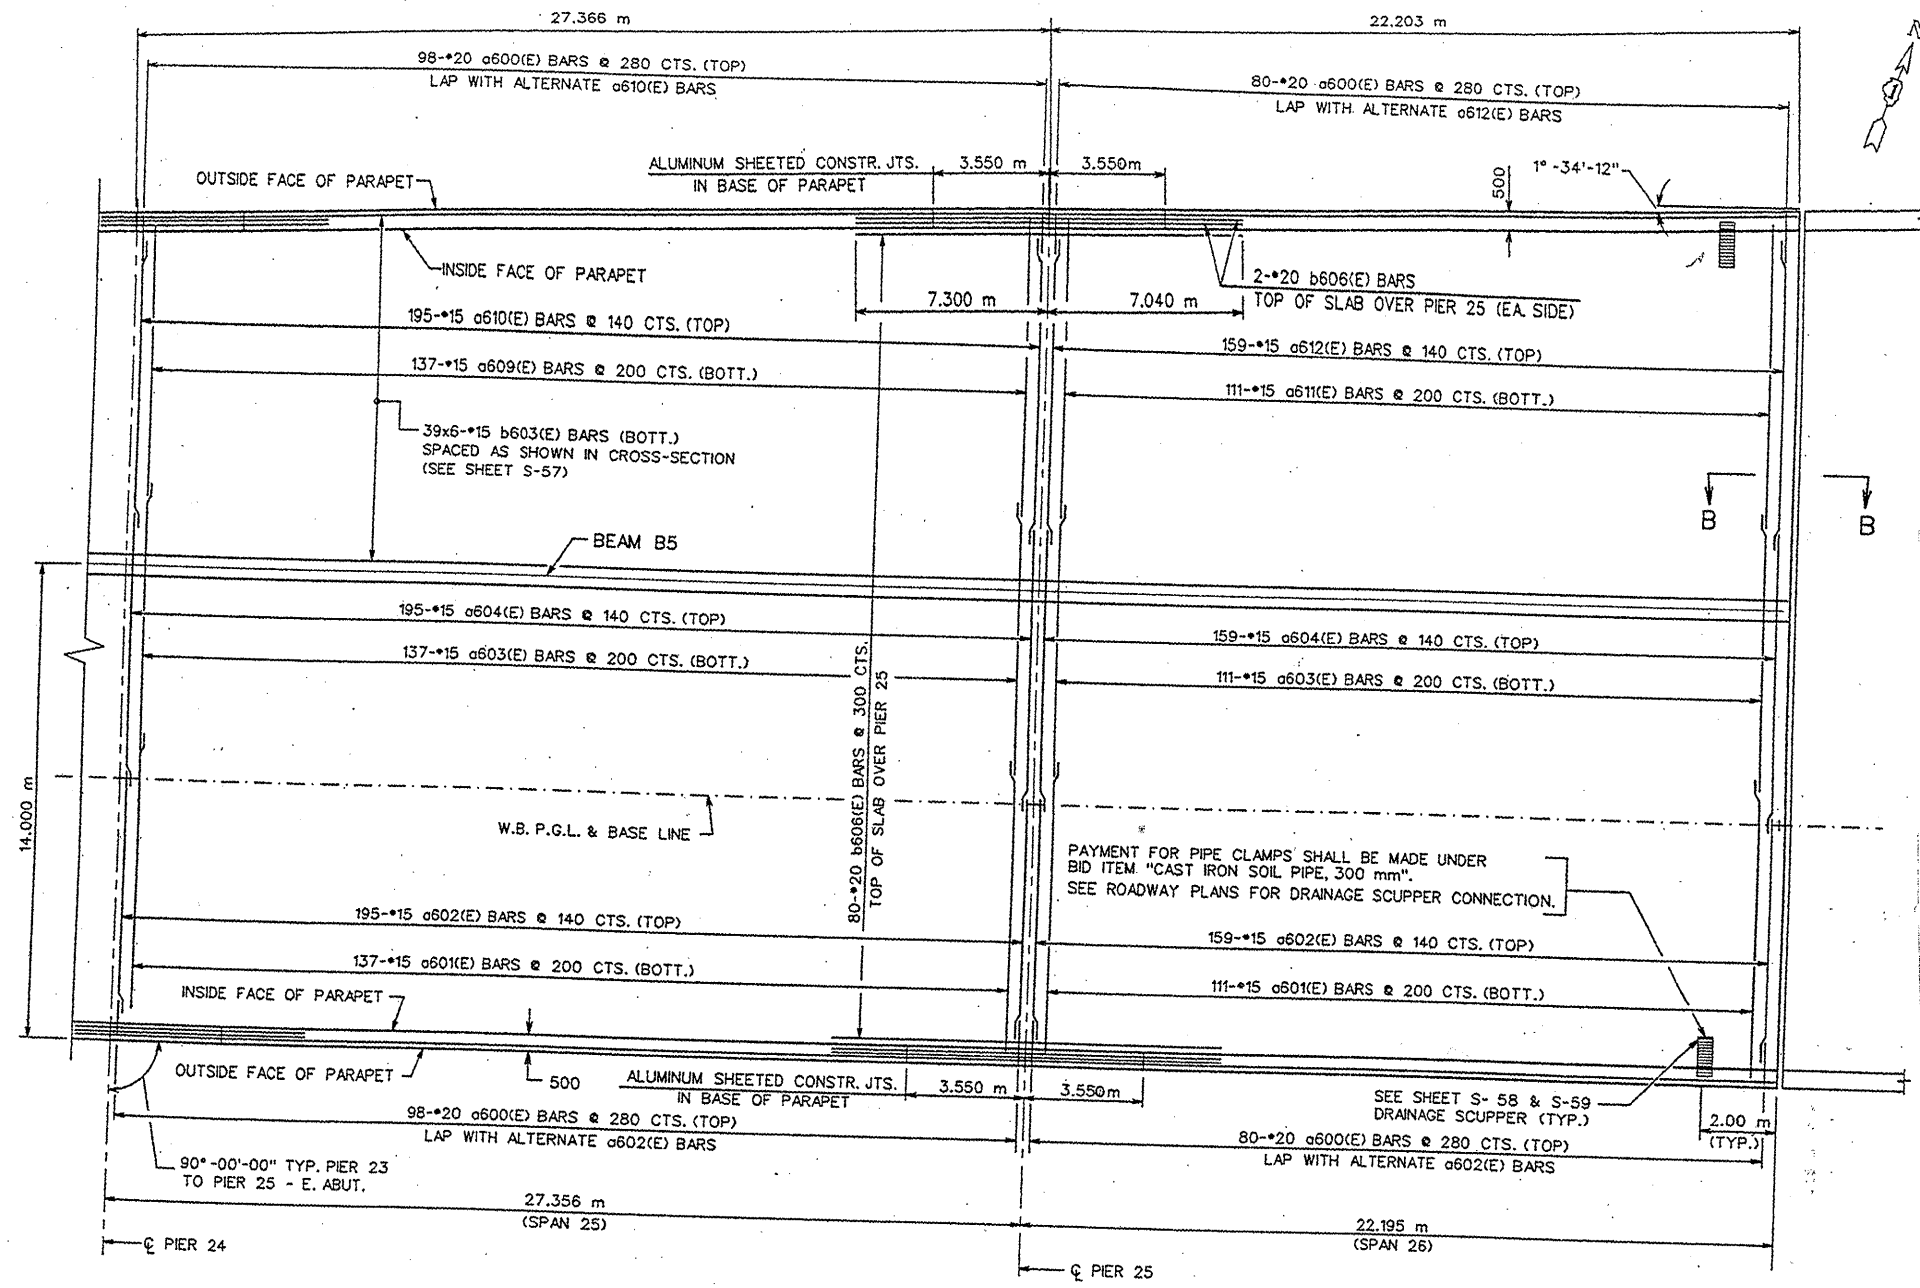 27.366 m
22.203 m
98-#20 a600(E) BARS @ 280 CTS. (TOP)
LAP WITH ALTERNATE a610(E) BARS
80-#20 a600(E) BARS @ 280 CTS. (TOP)
LAP WITH ALTERNATE a612(E) BARS
ALUMINUM SHEETED CONSTR. JTS.
IN BASE OF PARAPET
3.550 m
3.550m
OUTSIDE FACE OF PARAPET
500
1° -34'-12"
INSIDE FACE OF PARAPET
2-#20 b606(E) BARS
TOP OF SLAB OVER PIER 25 (EA. SIDE)
7.300 m
7.040 m
195-#15 a610(E) BARS @ 140 CTS. (TOP)
159-#15 a612(E) BARS @ 140 CTS. (TOP)
137-#15 a609(E) BARS @ 200 CTS. (BOTT.)
111-#15 a611(E) BARS @ 200 CTS. (BOTT.)
39x6-#15 b603(E) BARS (BOTT.)
SPACED AS SHOWN IN CROSS-SECTION
(SEE SHEET S-57)
B
B
BEAM B5
195-#15 a604(E) BARS @ 140 CTS. (TOP)
159-#15 a604(E) BARS @ 140 CTS. (TOP)
137-#15 a603(E) BARS @ 200 CTS. (BOTT.)
111-#15 a603(E) BARS @ 200 CTS. (BOTT.)
80-#20 b606(E) BARS @ 300 CTS.
TOP OF SLAB OVER PIER 25
14.000 m
W.B. P.G.L. & BASE LINE
PAYMENT FOR PIPE CLAMPS SHALL BE MADE UNDER
BID ITEM "CAST IRON SOIL PIPE, 300 mm".
SEE ROADWAY PLANS FOR DRAINAGE SCUPPER CONNECTION.
195-#15 a602(E) BARS @ 140 CTS. (TOP)
159-#15 a602(E) BARS @ 140 CTS. (TOP)
137-#15 a601(E) BARS @ 200 CTS. (BOTT.)
111-#15 a601(E) BARS @ 200 CTS. (BOTT.)
INSIDE FACE OF PARAPET
OUTSIDE FACE OF PARAPET
500
ALUMINUM SHEETED CONSTR. JTS.
IN BASE OF PARAPET
3.550 m
3.550m
SEE SHEET S- 58 & S-59
DRAINAGE SCUPPER (TYP.)
2.00 m
(TYP.)
98-#20 a600(E) BARS @ 280 CTS. (TOP)
LAP WITH ALTERNATE a602(E) BARS
80-#20 a600(E) BARS @ 280 CTS. (TOP)
LAP WITH ALTERNATE a602(E) BARS
90° -00'-00" TYP. PIER 23
TO PIER 25 - E. ABUT.
27.356 m
(SPAN 25)
22.195 m
(SPAN 26)
℄ PIER 24
℄ PIER 25